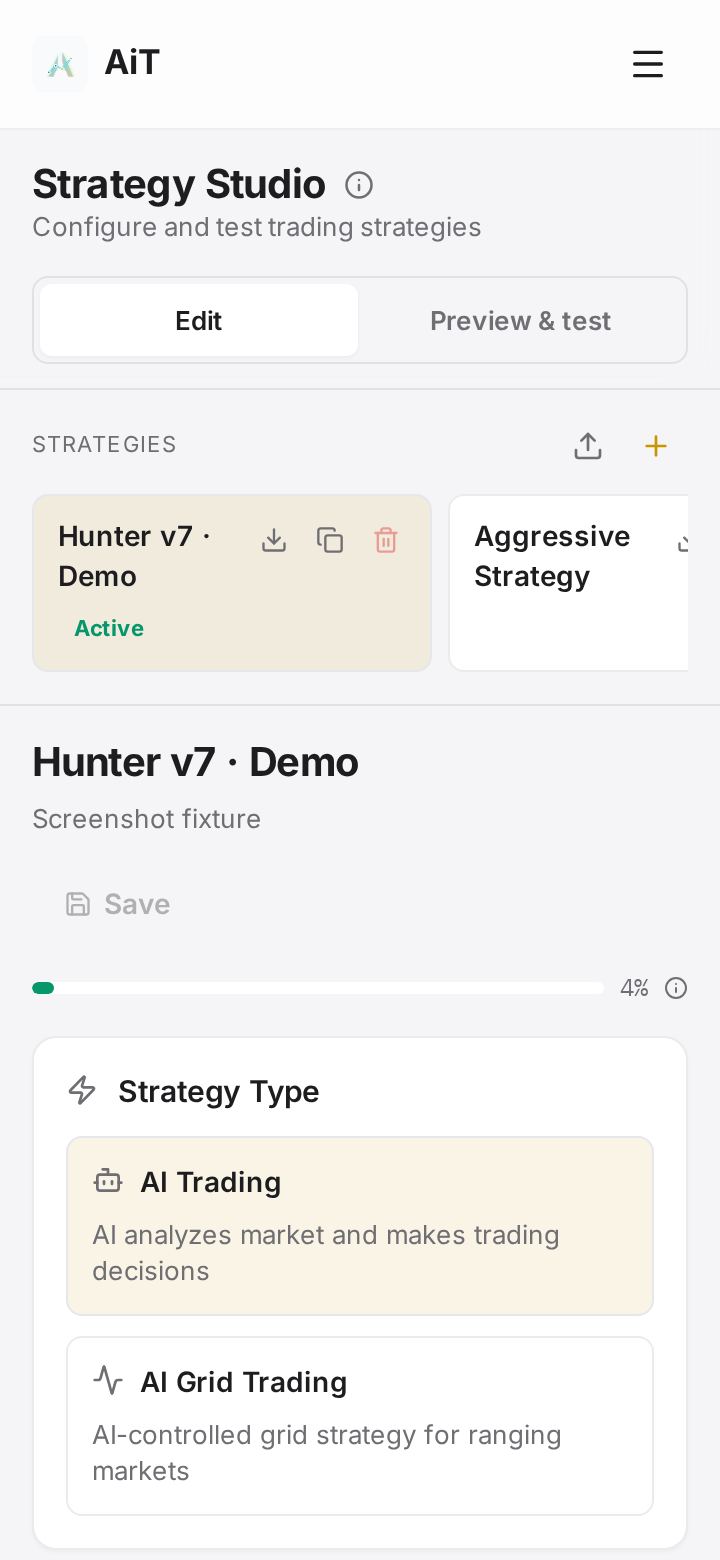 AiT
Strategy Studio
Configure and test trading strategies
Edit
Preview & test
STRATEGIES
Hunter v7 ·
Demo
Active
Aggressive
Strategy
Hunter v7 · Demo
Screenshot fixture
Save
4%
Strategy Type
AI Trading
AI analyzes market and makes trading
decisions
AI Grid Trading
AI-controlled grid strategy for ranging
markets